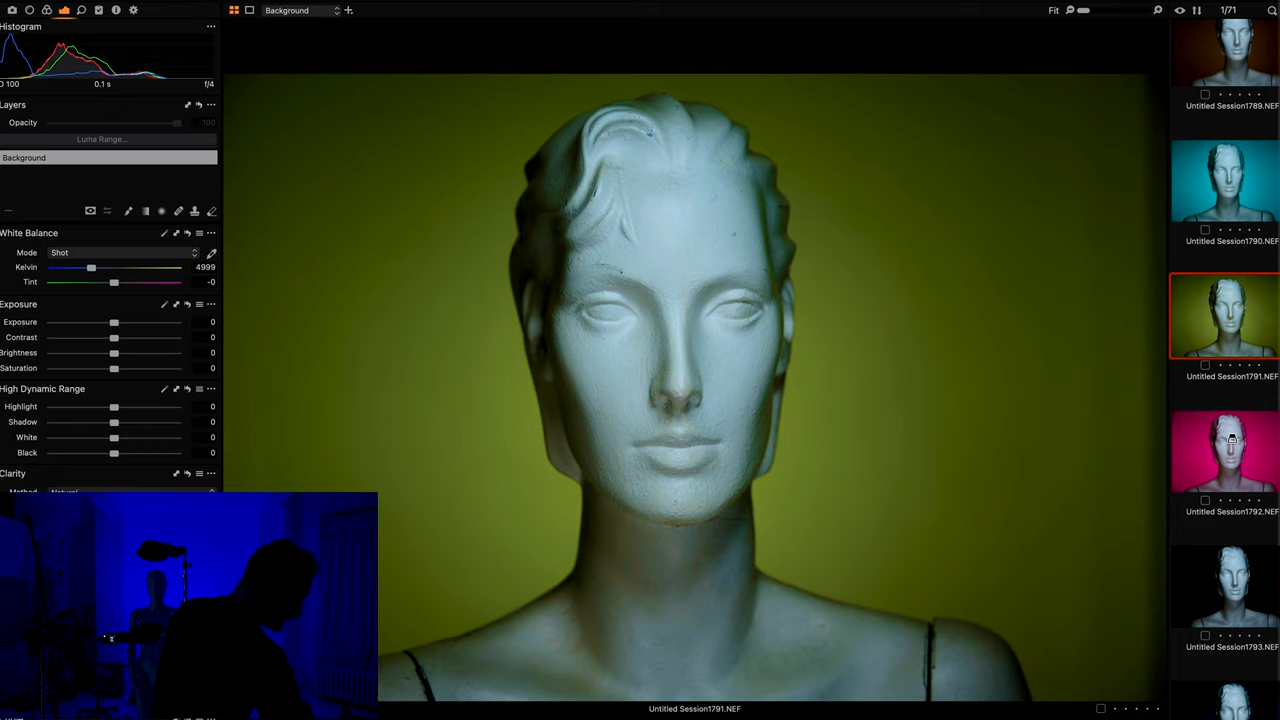 Background
Fit
1/71
Histogram
O 100
0.1 s
f/4
Layers
Opacity
100
Luma Range...
Background
White Balance
Mode
Shot
Kelvin
4999
Tint
-0
Exposure
Exposure
0
Contrast
0
Brightness
0
Saturation
0
High Dynamic Range
Highlight
0
Shadow
0
White
0
Black
0
Clarity
Untitled Session1791.NEF
Untitled Session1789.NEF
Untitled Session1790.NEF
Untitled Session1791.NEF
Untitled Session1792.NEF
Untitled Session1793.NEF